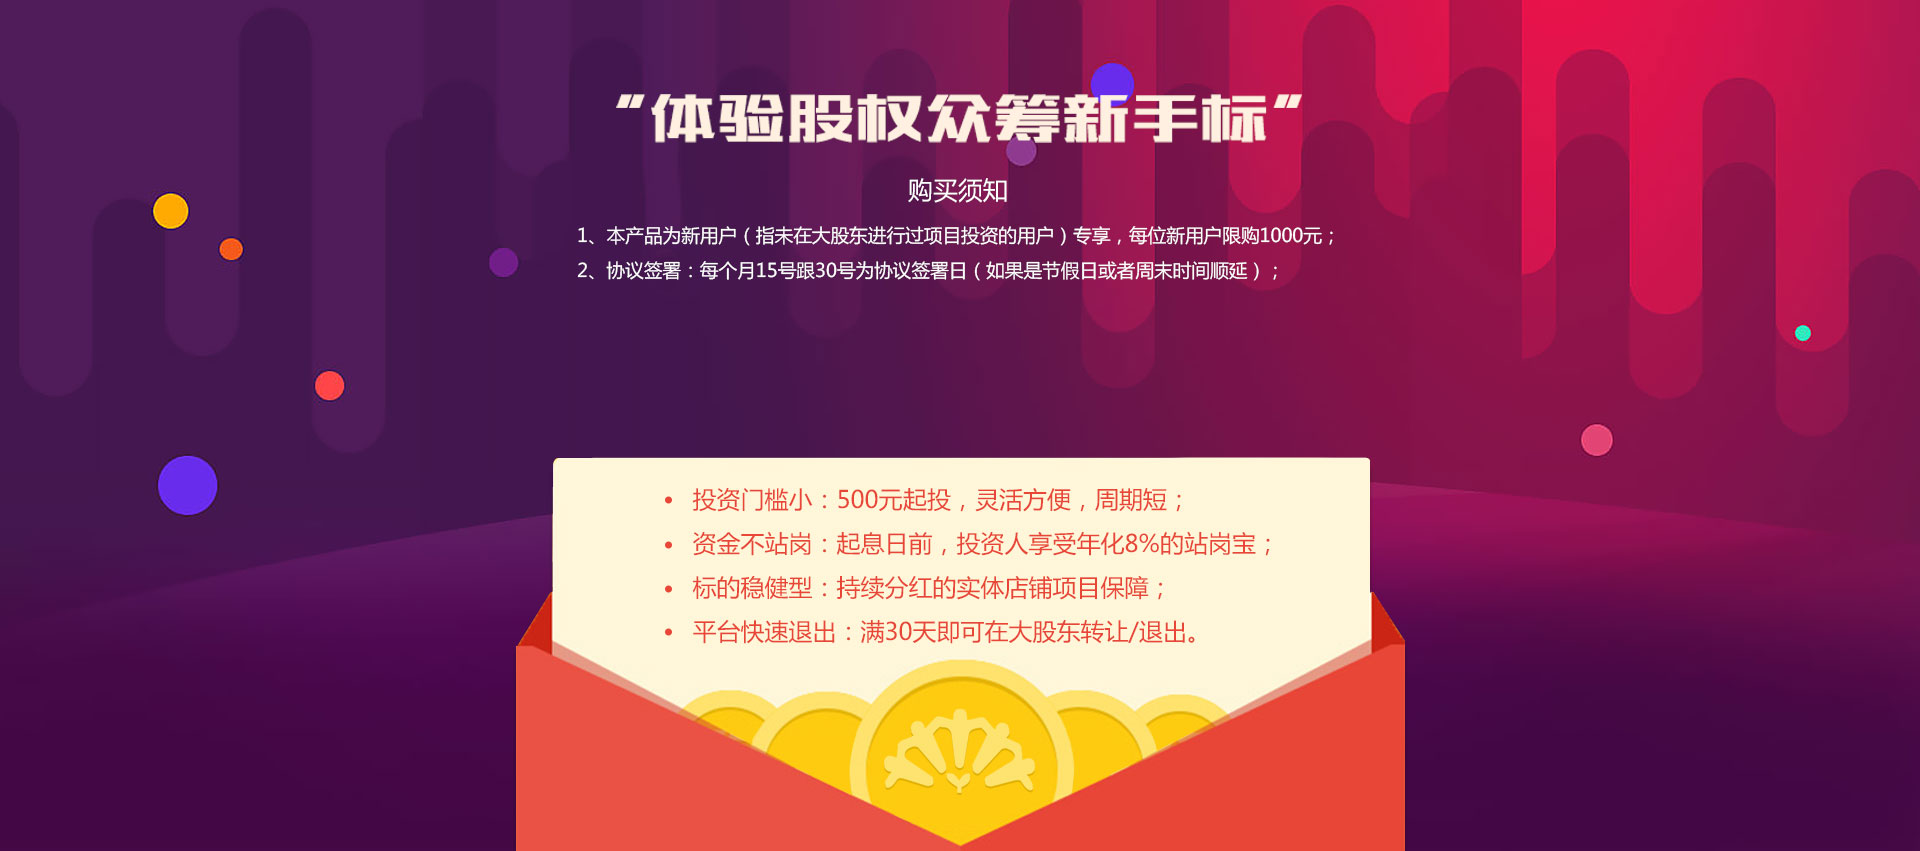 “体验股权众筹新手标”
购买须知
1、本产品为新用户（指未在大股东进行过项目投资的用户）专享，每位新用户限购1000元；
2、协议签署：每个月15号跟30号为协议签署日（如果是节假日或者周末时间顺延）；
• 投资门槛小：500元起投，灵活方便，周期短；
• 资金不站岗：起息日前，投资人享受年化8%的站岗宝；
• 标的稳健型：持续分红的实体店铺项目保障；
• 平台快速退出：满30天即可在大股东转让/退出。